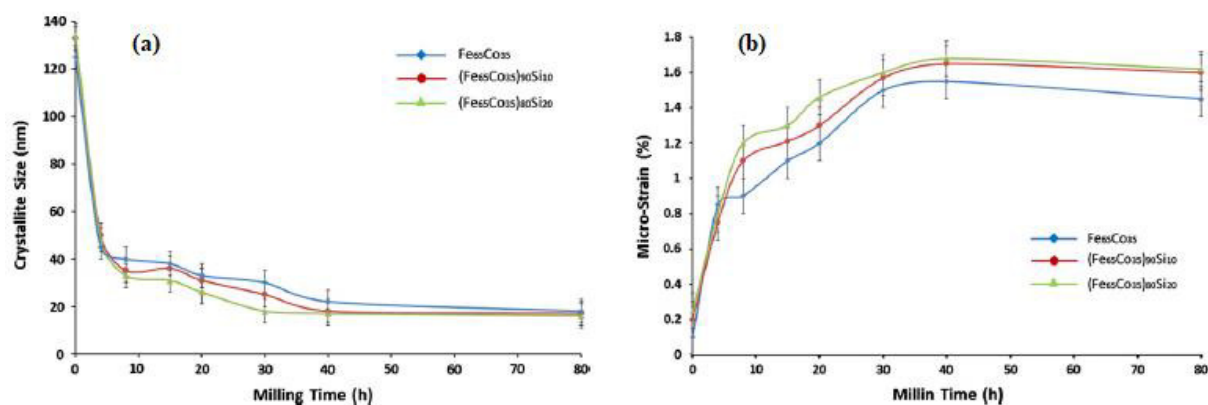 (a)
Crystallite Size (nm)
140
120
100
80
60
40
20
0
0 10 20 30 40 50 60 70 80
Milling Time (h)
Fe65Co35
(Fe65Co35)90Si10
(Fe65Co35)80Si20
(b)
Micro-Strain (%)
1.8
1.6
1.4
1.2
1
0.8
0.6
0.4
0.2
0
0 10 20 30 40 50 60 70 80
Millin Time (h)
Fe65Co35
(Fe65Co35)90Si10
(Fe65Co35)80Si20